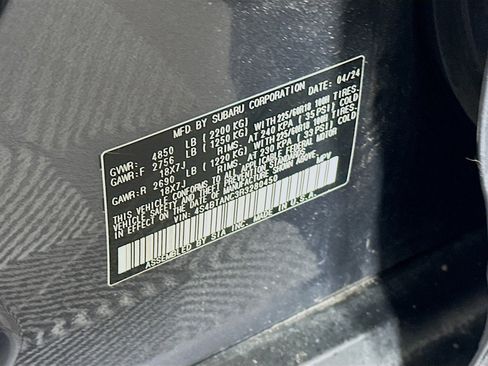 MFD. BY SUBARU CORPORATION DATE: 04/24
GVWR: 4850 LB (2200 KG)
GAWR:F 2756 LB (1250 KG) WITH 225/60R18 100H TIRES,
18X7J RIMS, AT 240 KPA (35 PSI) COLD
GAWR:R 2690 LB (1220 KG) WITH 225/60R18 100H TIRES,
18X7J RIMS, AT 230 KPA (33 PSI) COLD
THIS VEHICLE CONFORMS TO ALL APPLICABLE FEDERAL MOTOR
VEHICLE SAFETY AND THEFT PREVENTION STANDARDS
IN EFFECT ON THE DATE OF MANUFACTURE SHOWN ABOVE.
VIN: 4S4BTANC3R3280450 MPV
ASSEMBLED BY SIA INC. MADE IN U.S.A.